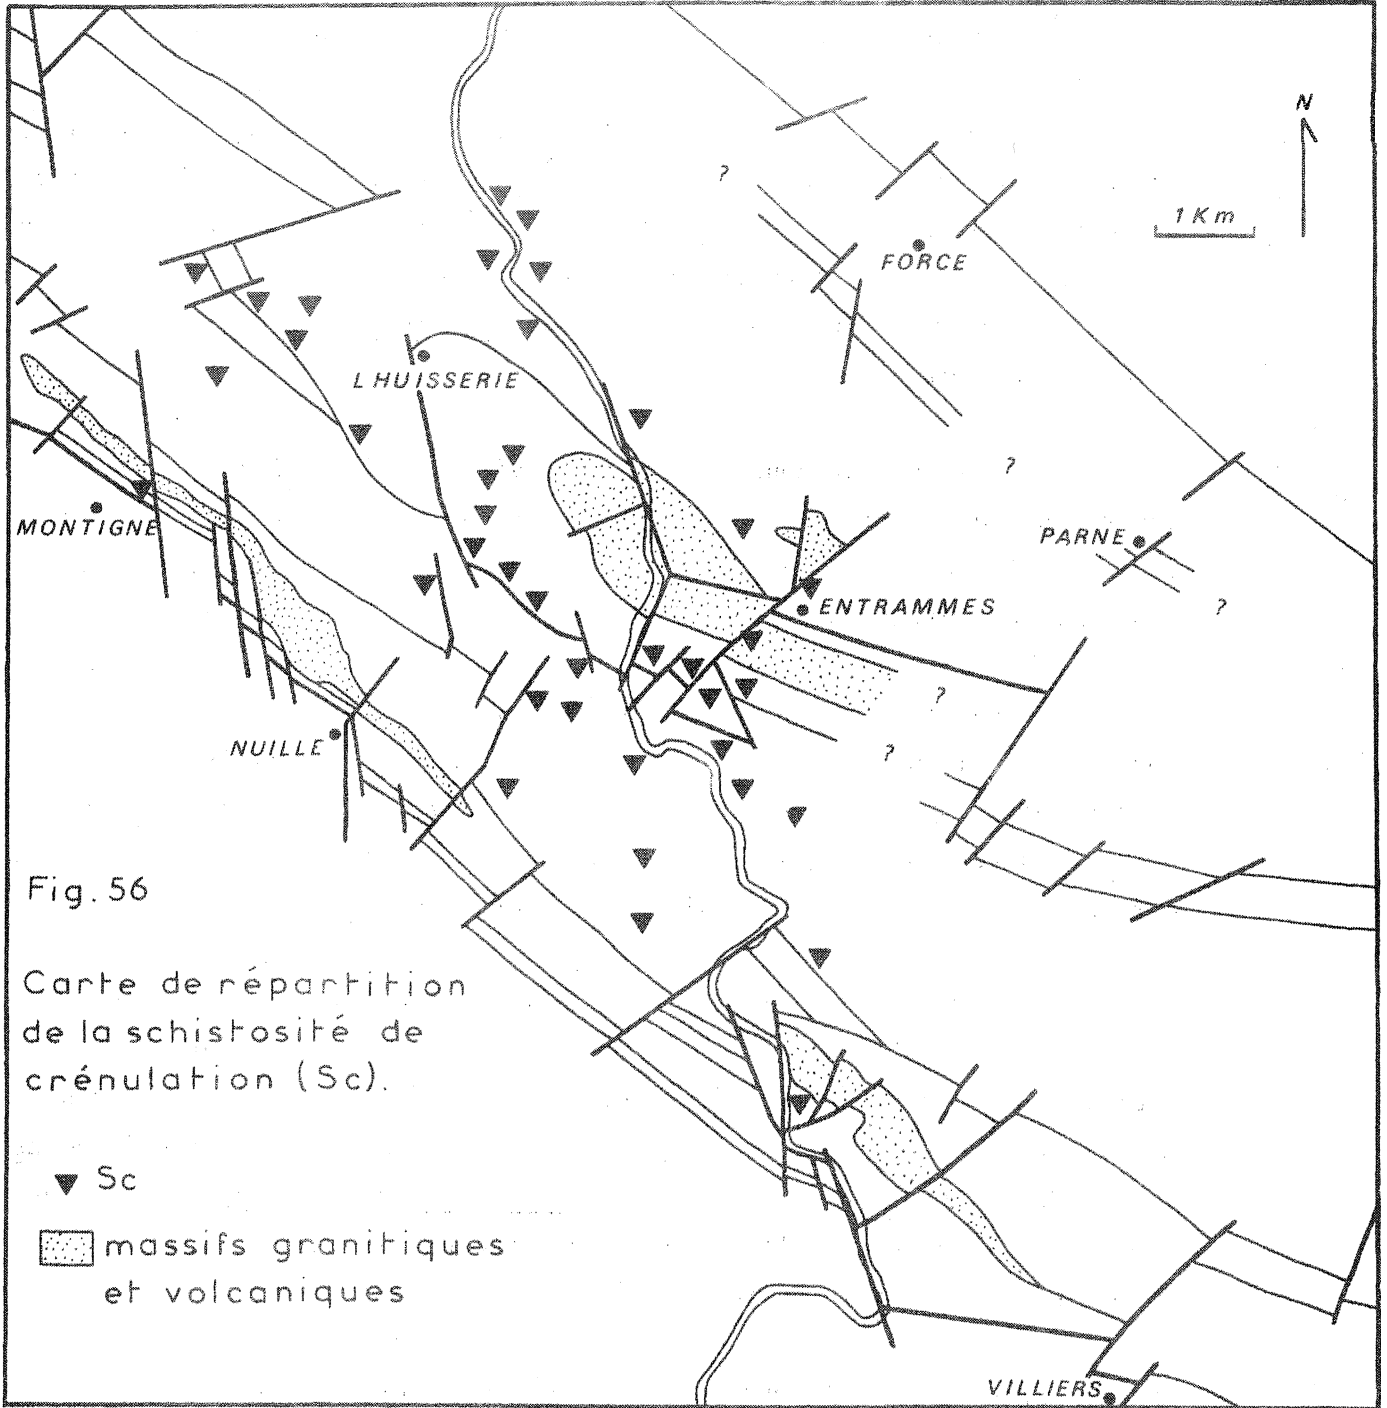 N
1 Km
?
FORCE
L HUISSERIE
?
MONTIGNE
PARNE
ENTRAMMES
?
?
NUILLE
?
Fig. 56
Carte de répartition
de la schistosité de
crénulation (Sc).
Sc
massifs granitiques
et volcaniques
VILLIERS